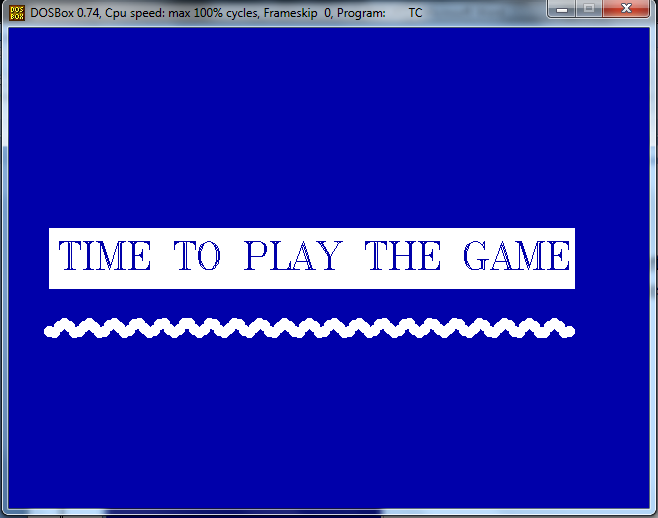 DOSBox 0.74, Cpu speed: max 100% cycles, Frameskip 0, Program: TC
TIME TO PLAY THE GAME